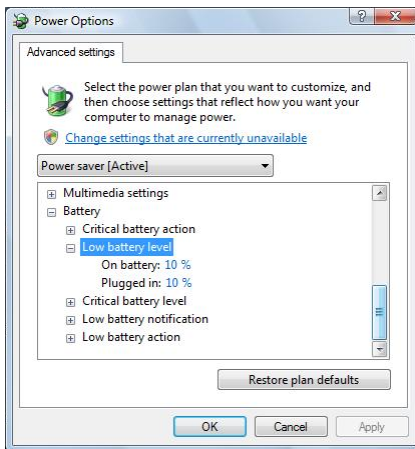 Power Options
Advanced settings
Select the power plan that you want to customize, and
then choose settings that reflect how you want your
computer to manage power.
Change settings that are currently unavailable
Power saver [Active]
Multimedia settings
Battery
Critical battery action
Low battery level
On battery: 10 %
Plugged in: 10 %
Critical battery level
Low battery notification
Low battery action
Restore plan defaults
OK Cancel Apply